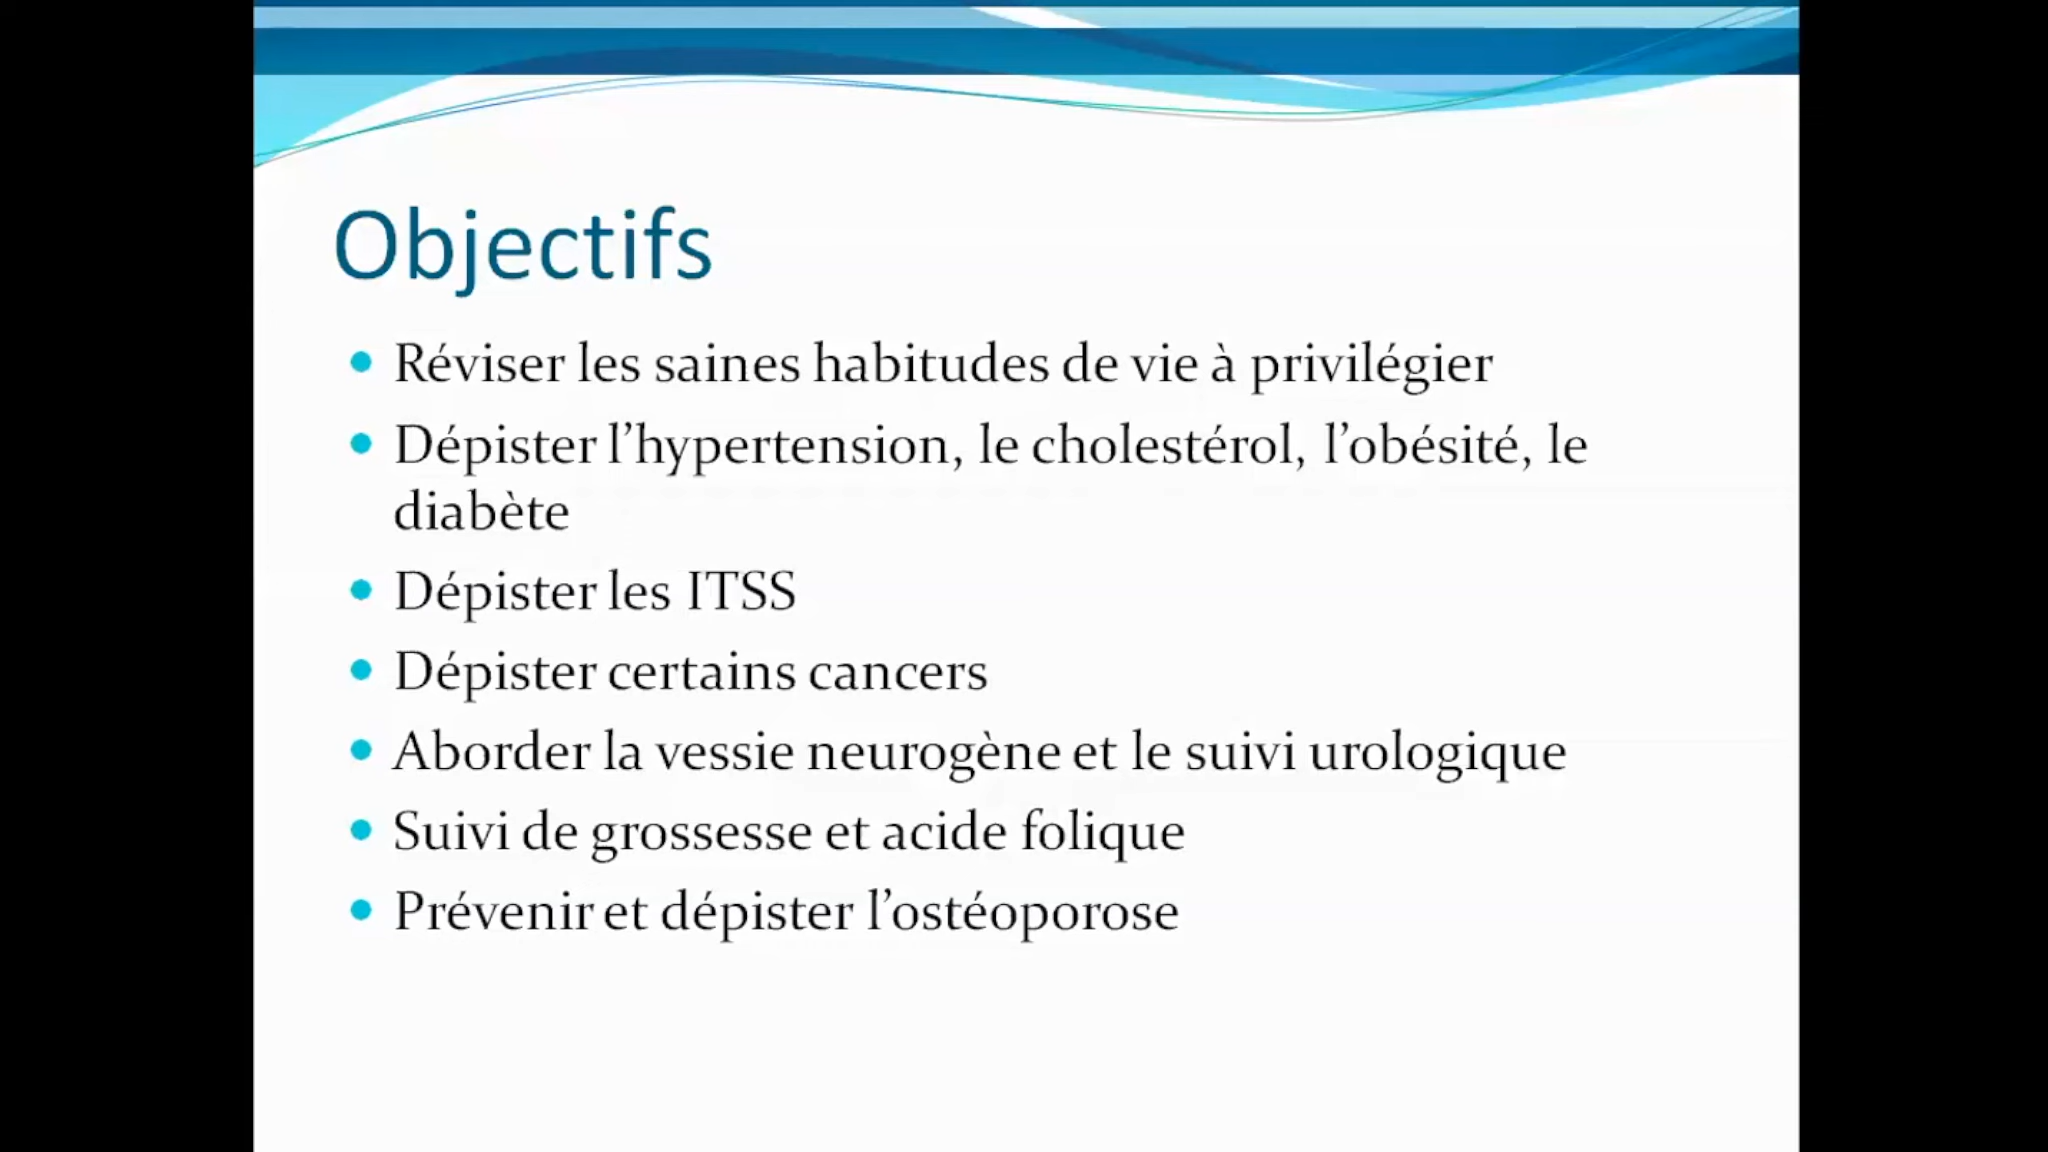 Objectifs
• Réviser les saines habitudes de vie à privilégier
• Dépister l’hypertension, le cholestérol, l’obésité, le
diabète
• Dépister les ITSS
• Dépister certains cancers
• Aborder la vessie neurogène et le suivi urologique
• Suivi de grossesse et acide folique
• Prévenir et dépister l’ostéoporose